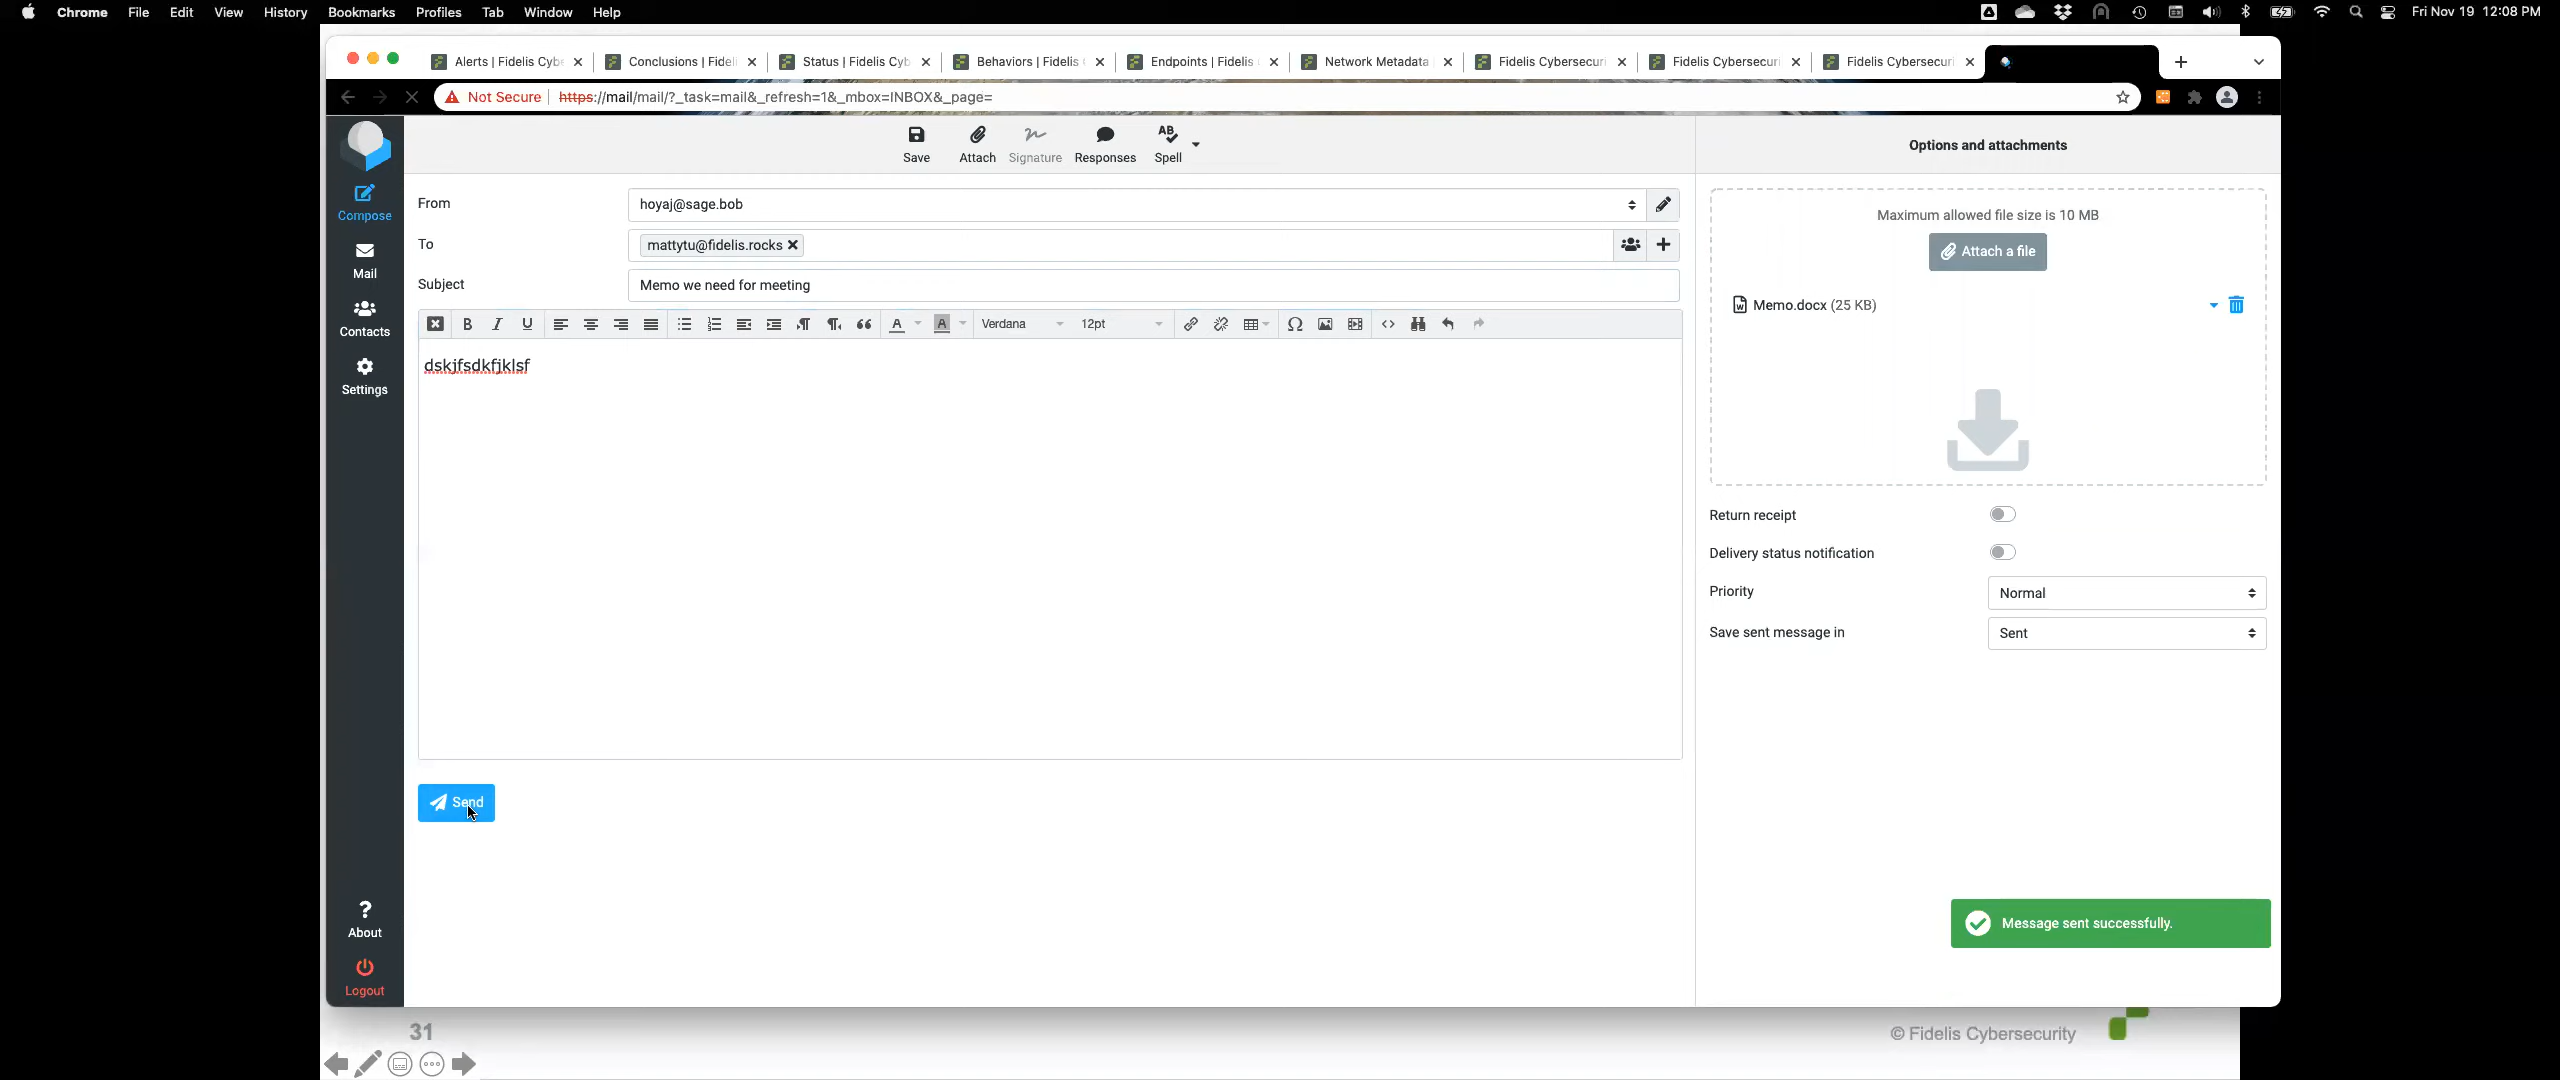 Chrome File Edit View History Bookmarks Profiles Tab Window Help Fri Nov 19 12:08 PM
Alerts | Fidelis Cyb Conclusions | Fideli Status | Fidelis Cyb Behaviors | Fidelis Endpoints | Fidelis Network Metadata Fidelis Cybersecuri Fidelis Cybersecuri Fidelis Cybersecuri
Not Secure https://mail/mail/?_task=mail&_refresh=1&_mbox=INBOX&_page=
Save Attach Signature Responses Spell
Options and attachments
Compose
Mail
Contacts
Settings
About
Logout
From hoyaj@sage.bob
To mattytu@fidelis.rocks
Subject Memo we need for meeting
Verdana 12pt
dskjfsdkfjklsf
Send
Maximum allowed file size is 10 MB
Attach a file
Memo.docx (25 KB)
Return receipt
Delivery status notification
Priority Normal
Save sent message in Sent
Message sent successfully.
31
© Fidelis Cybersecurity